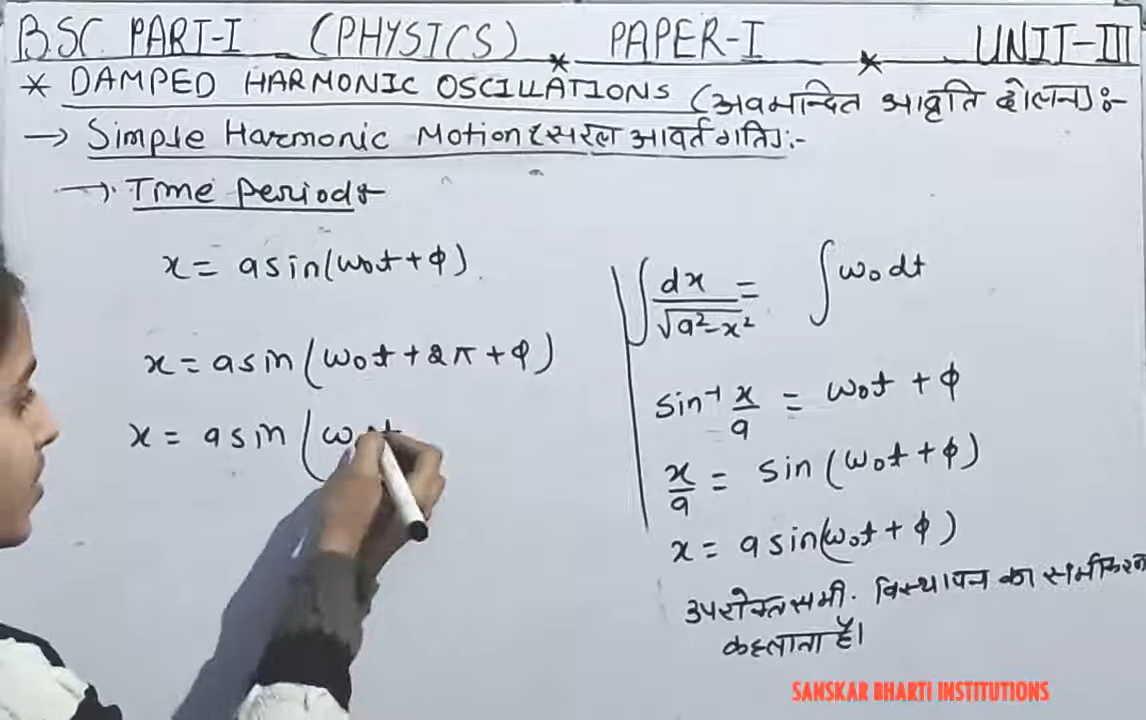 BSC PART-I (PHYSICS) * PAPER-I * UNIT-III
* DAMPED HARMONIC OSCILLATIONS (अवमन्दित आवृति दोलन):-
→ Simple Harmonic Motion (सरल आवर्त गति):-
→ Time Period:-
x = a sin(ω₀t + φ).
x = a sin(ω₀t + 2π + φ)
x = a sin(ω₀t
∫ dx/√a²-x² = ∫ ω₀dt
sin⁻¹ x/a = ω₀t + φ
x/a = sin (ω₀t + φ)
x = a sin(ω₀t + φ)
उपरोक्त समी. विस्थापन का समीकरण
कहलाता है।
SANSKAR BHARTI INSTITUTIONS